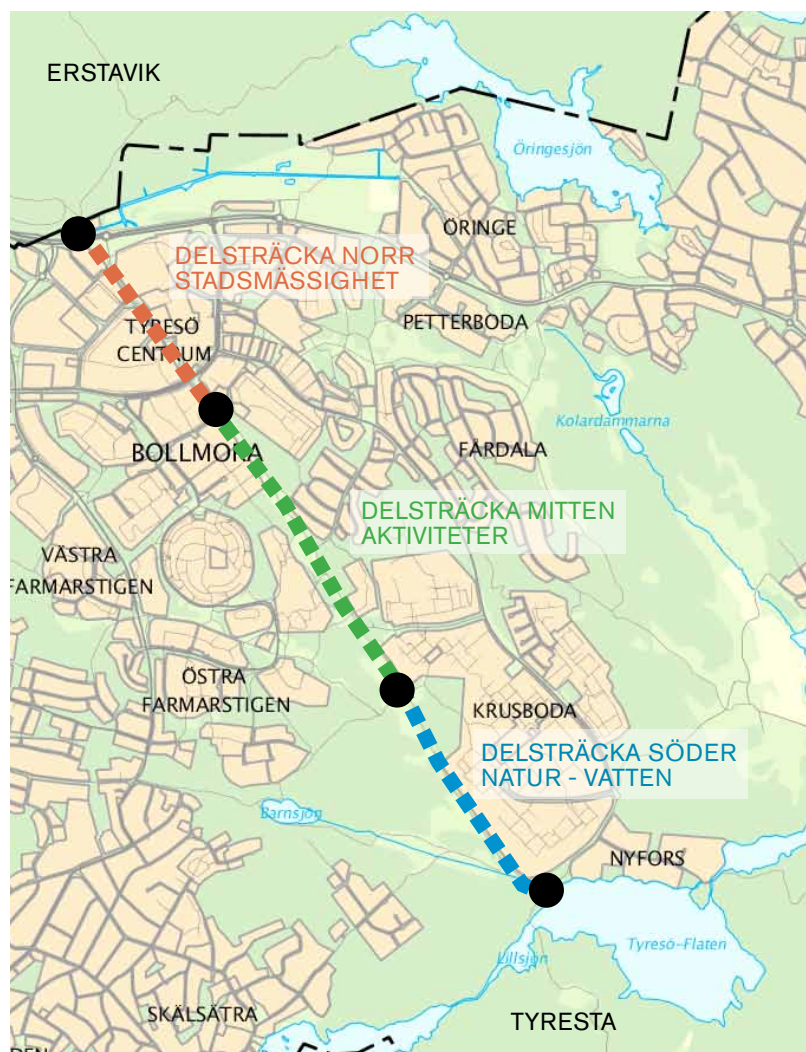 ERSTAVIK
Öringesjön
ÖRINGE
DELSTRÄCKA NORR
STADSMÄSSIGHET
TYRESÖ
CENTRUM
PETTERBODA
Kolardammarna
BOLLMORA
FÅRDALA
DELSTRÄCKA MITTEN
AKTIVITETER
VÄSTRA
FARMARSTIGEN
ÖSTRA
FARMARSTIGEN
KRUSBODA
DELSTRÄCKA SÖDER
NATUR - VATTEN
Barnsjön
NYFORS
Tyresö-Flaten
Lillsjön
SKÄLSÄTRA
TYRESTA